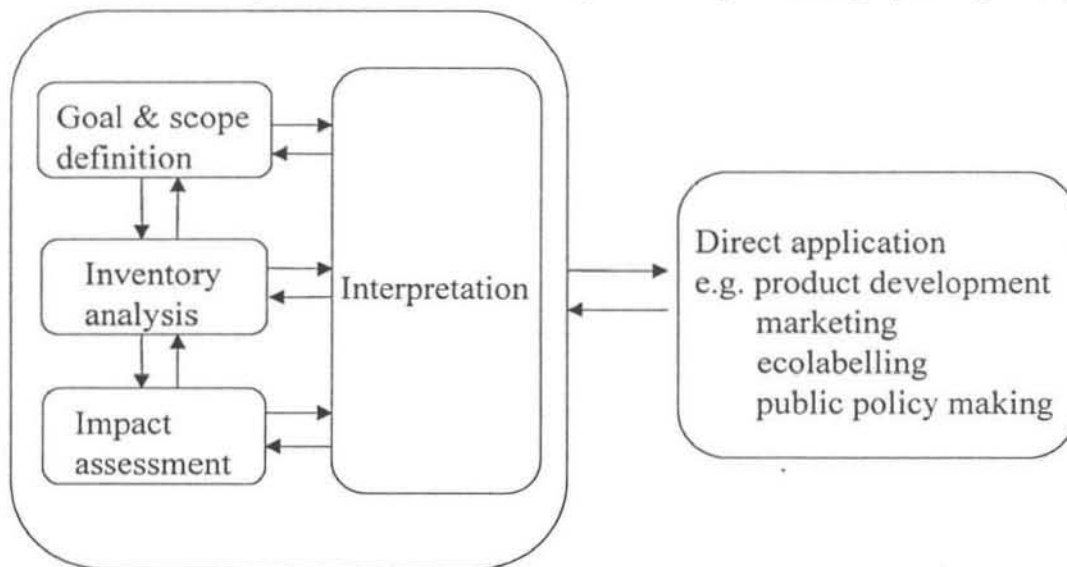 Goal & scope
definition
Inventory
analysis
Impact
assessment
Interpretation
Direct application
e.g. product development
marketing
ecolabelling
public policy making